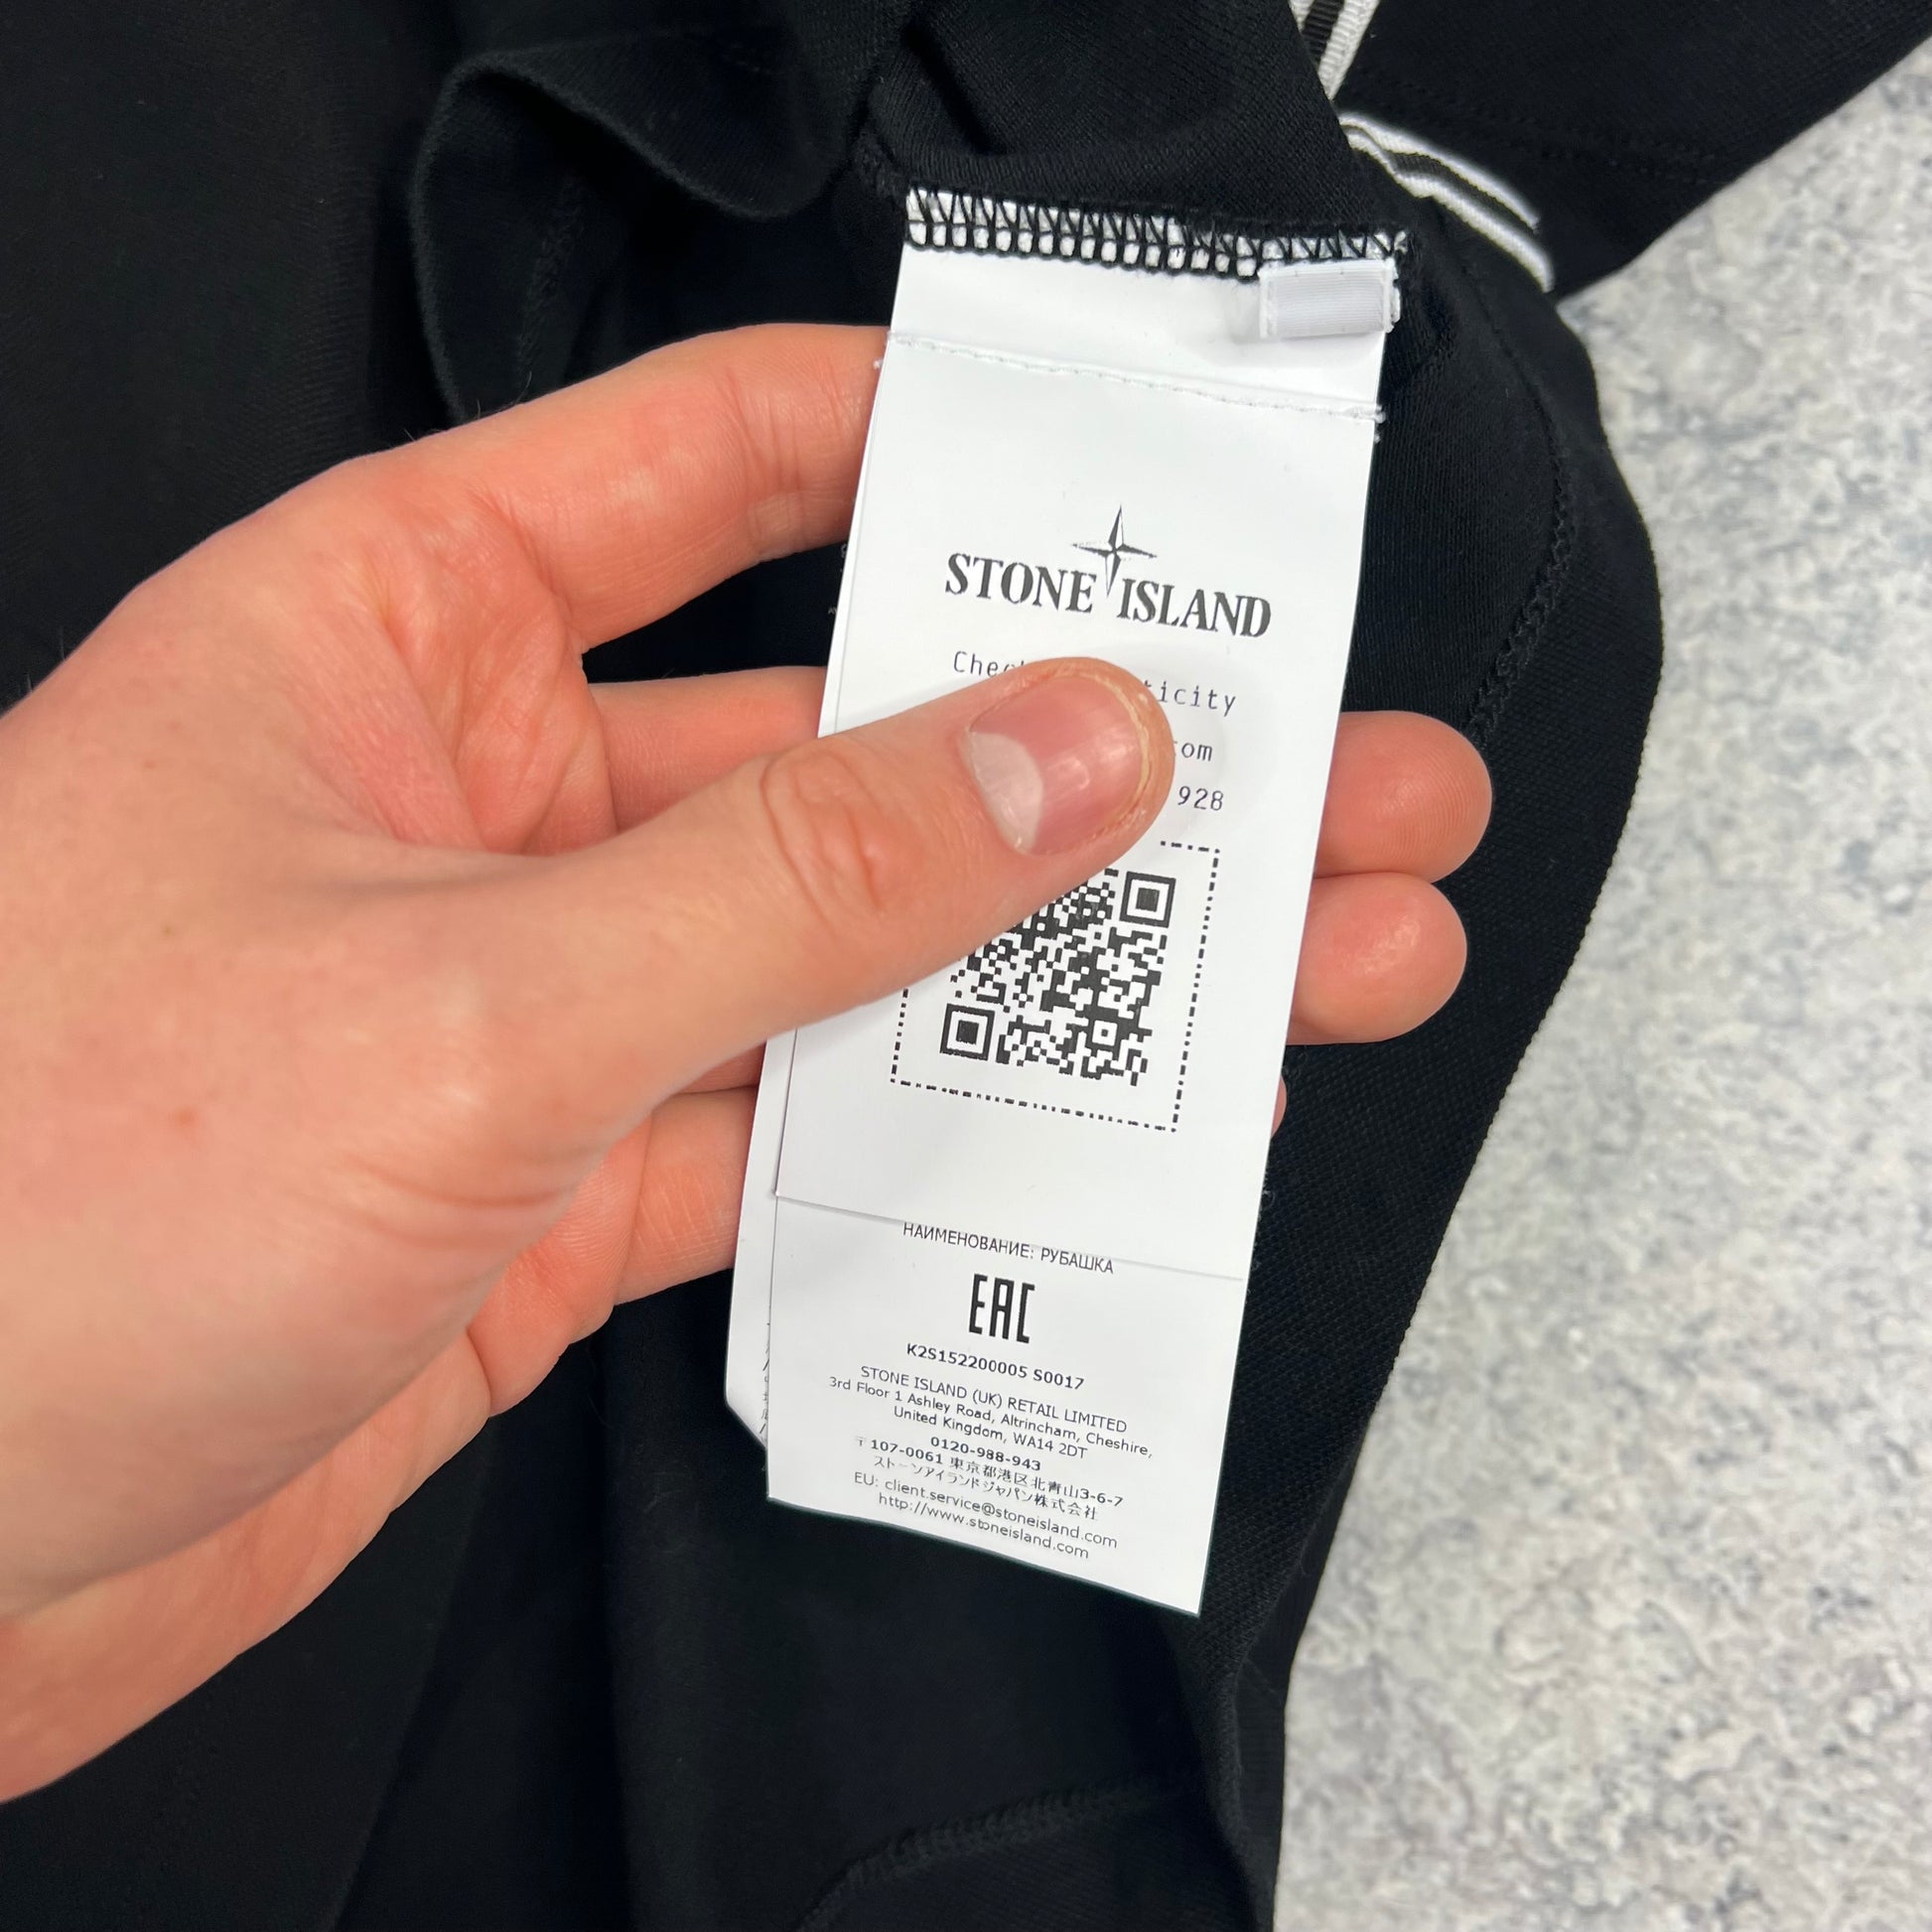 STONE ISLAND
ticity
om
928
НАИМЕНОВАНИЕ: РУБАШКА
EAC
K2S152200005 S0017
STONE ISLAND (UK) RETAIL LIMITED
3rd Floor 1 Ashley Road, Altrincham, Cheshire,
United Kingdom, WA14 2DT
0120-988-943
〒107-0061 東京都港区北青山3-6-7
ストーンアイランドジャパン株式会社
EU: client.service@stoneisland.com
http://www.stoneisland.com